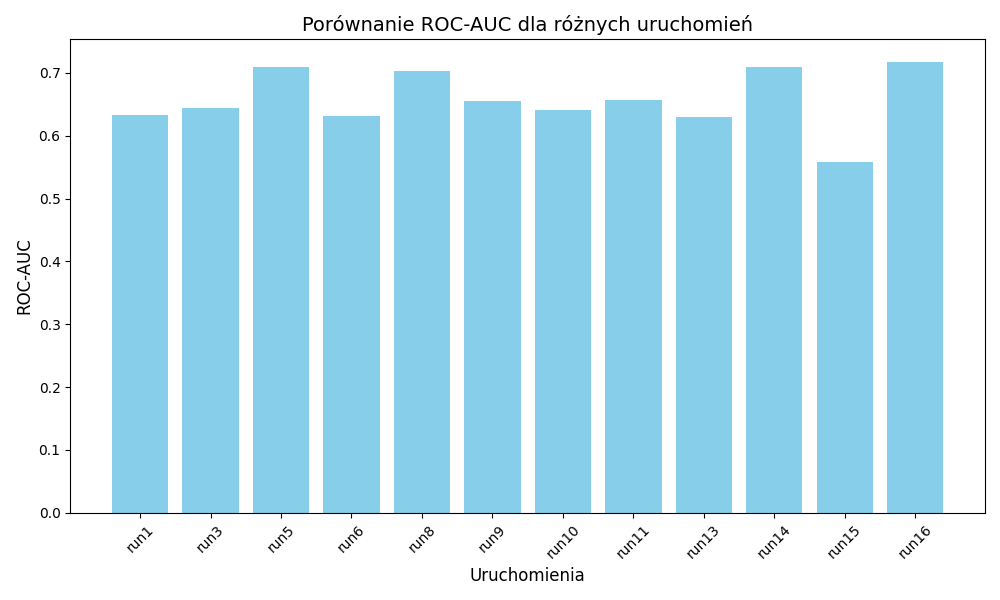 Porównanie ROC-AUC dla różnych uruchomień
ROC-AUC
0.7
0.6
0.5
0.4
0.3
0.2
0.1
0.0
run1
run3
run5
run6
run8
run9
run10
run11
run13
run14
run15
run16
Uruchomienia